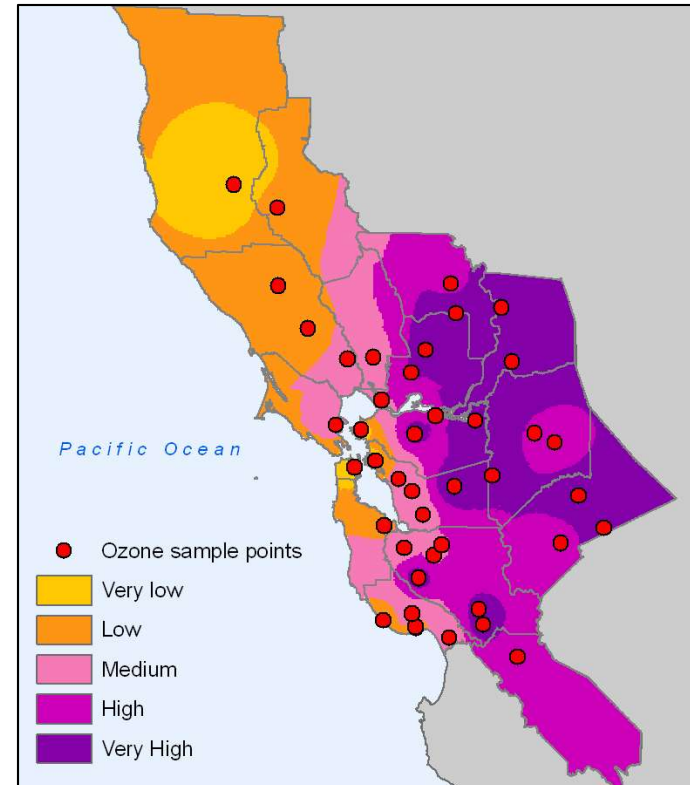 Pacific Ocean
Ozone sample points
Very low
Low
Medium
High
Very High